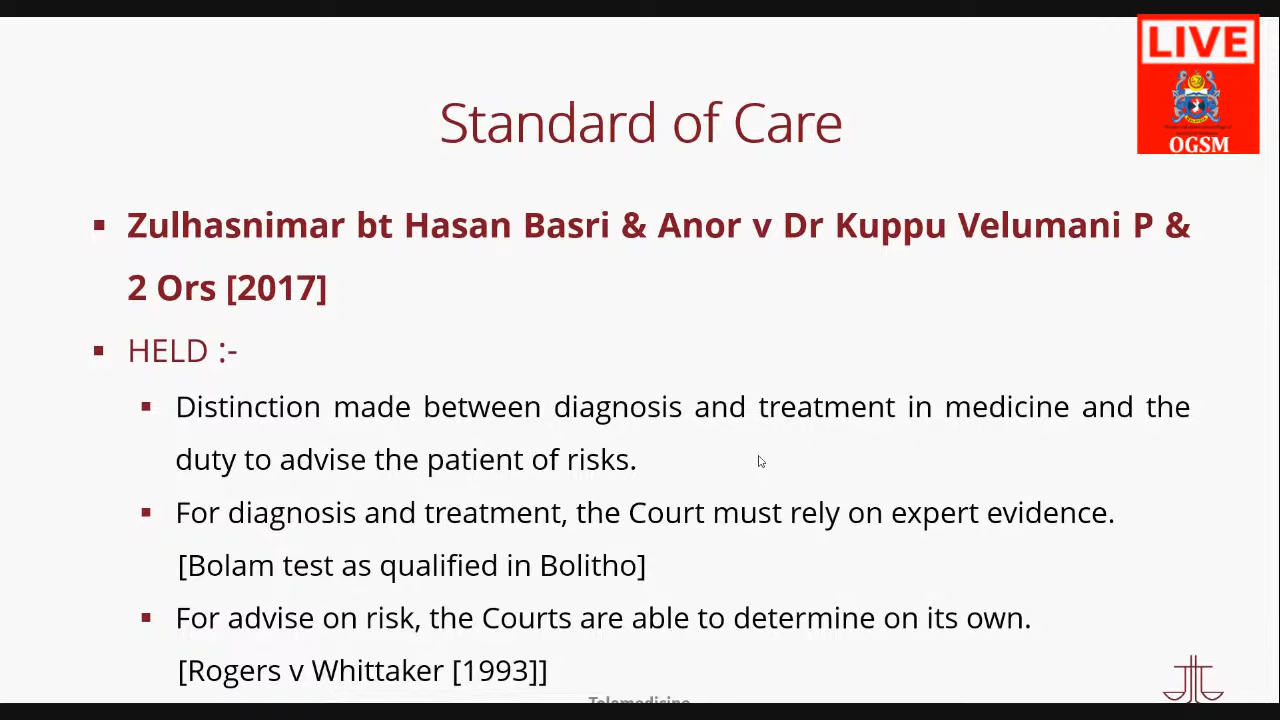 LIVE
OGSM
Standard of Care
Zulhasnimar bt Hasan Basri & Anor v Dr Kuppu Velumani P &
2 Ors [2017]
HELD :-
Distinction made between diagnosis and treatment in medicine and the
duty to advise the patient of risks.
For diagnosis and treatment, the Court must rely on expert evidence.
[Bolam test as qualified in Bolitho]
For advise on risk, the Courts are able to determine on its own.
[Rogers v Whittaker [1993]]
Telemedicine